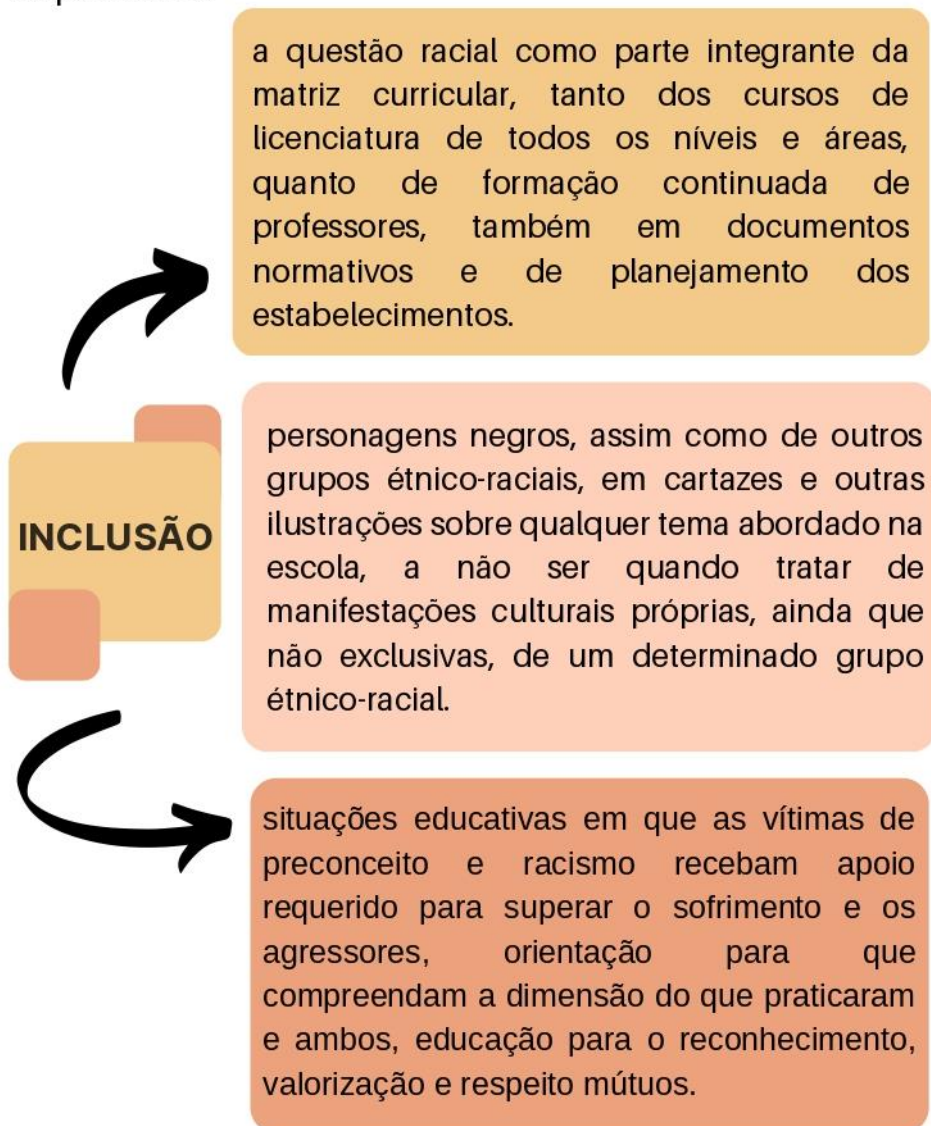 a questão racial como parte integrante da
matriz curricular, tanto dos cursos de
licenciatura de todos os níveis e áreas,
quanto de formação continuada de
professores, também em documentos
normativos e de planejamento dos
estabelecimentos.
INCLUSÃO
personagens negros, assim como de outros
grupos étnico-raciais, em cartazes e outras
ilustrações sobre qualquer tema abordado na
escola, a não ser quando tratar de
manifestações culturais próprias, ainda que
não exclusivas, de um determinado grupo
étnico-racial.
situações educativas em que as vítimas de
preconceito e racismo recebam apoio
requerido para superar o sofrimento e os
agressores, orientação para que
compreendam a dimensão do que praticaram
e ambos, educação para o reconhecimento,
valorização e respeito mútuos.